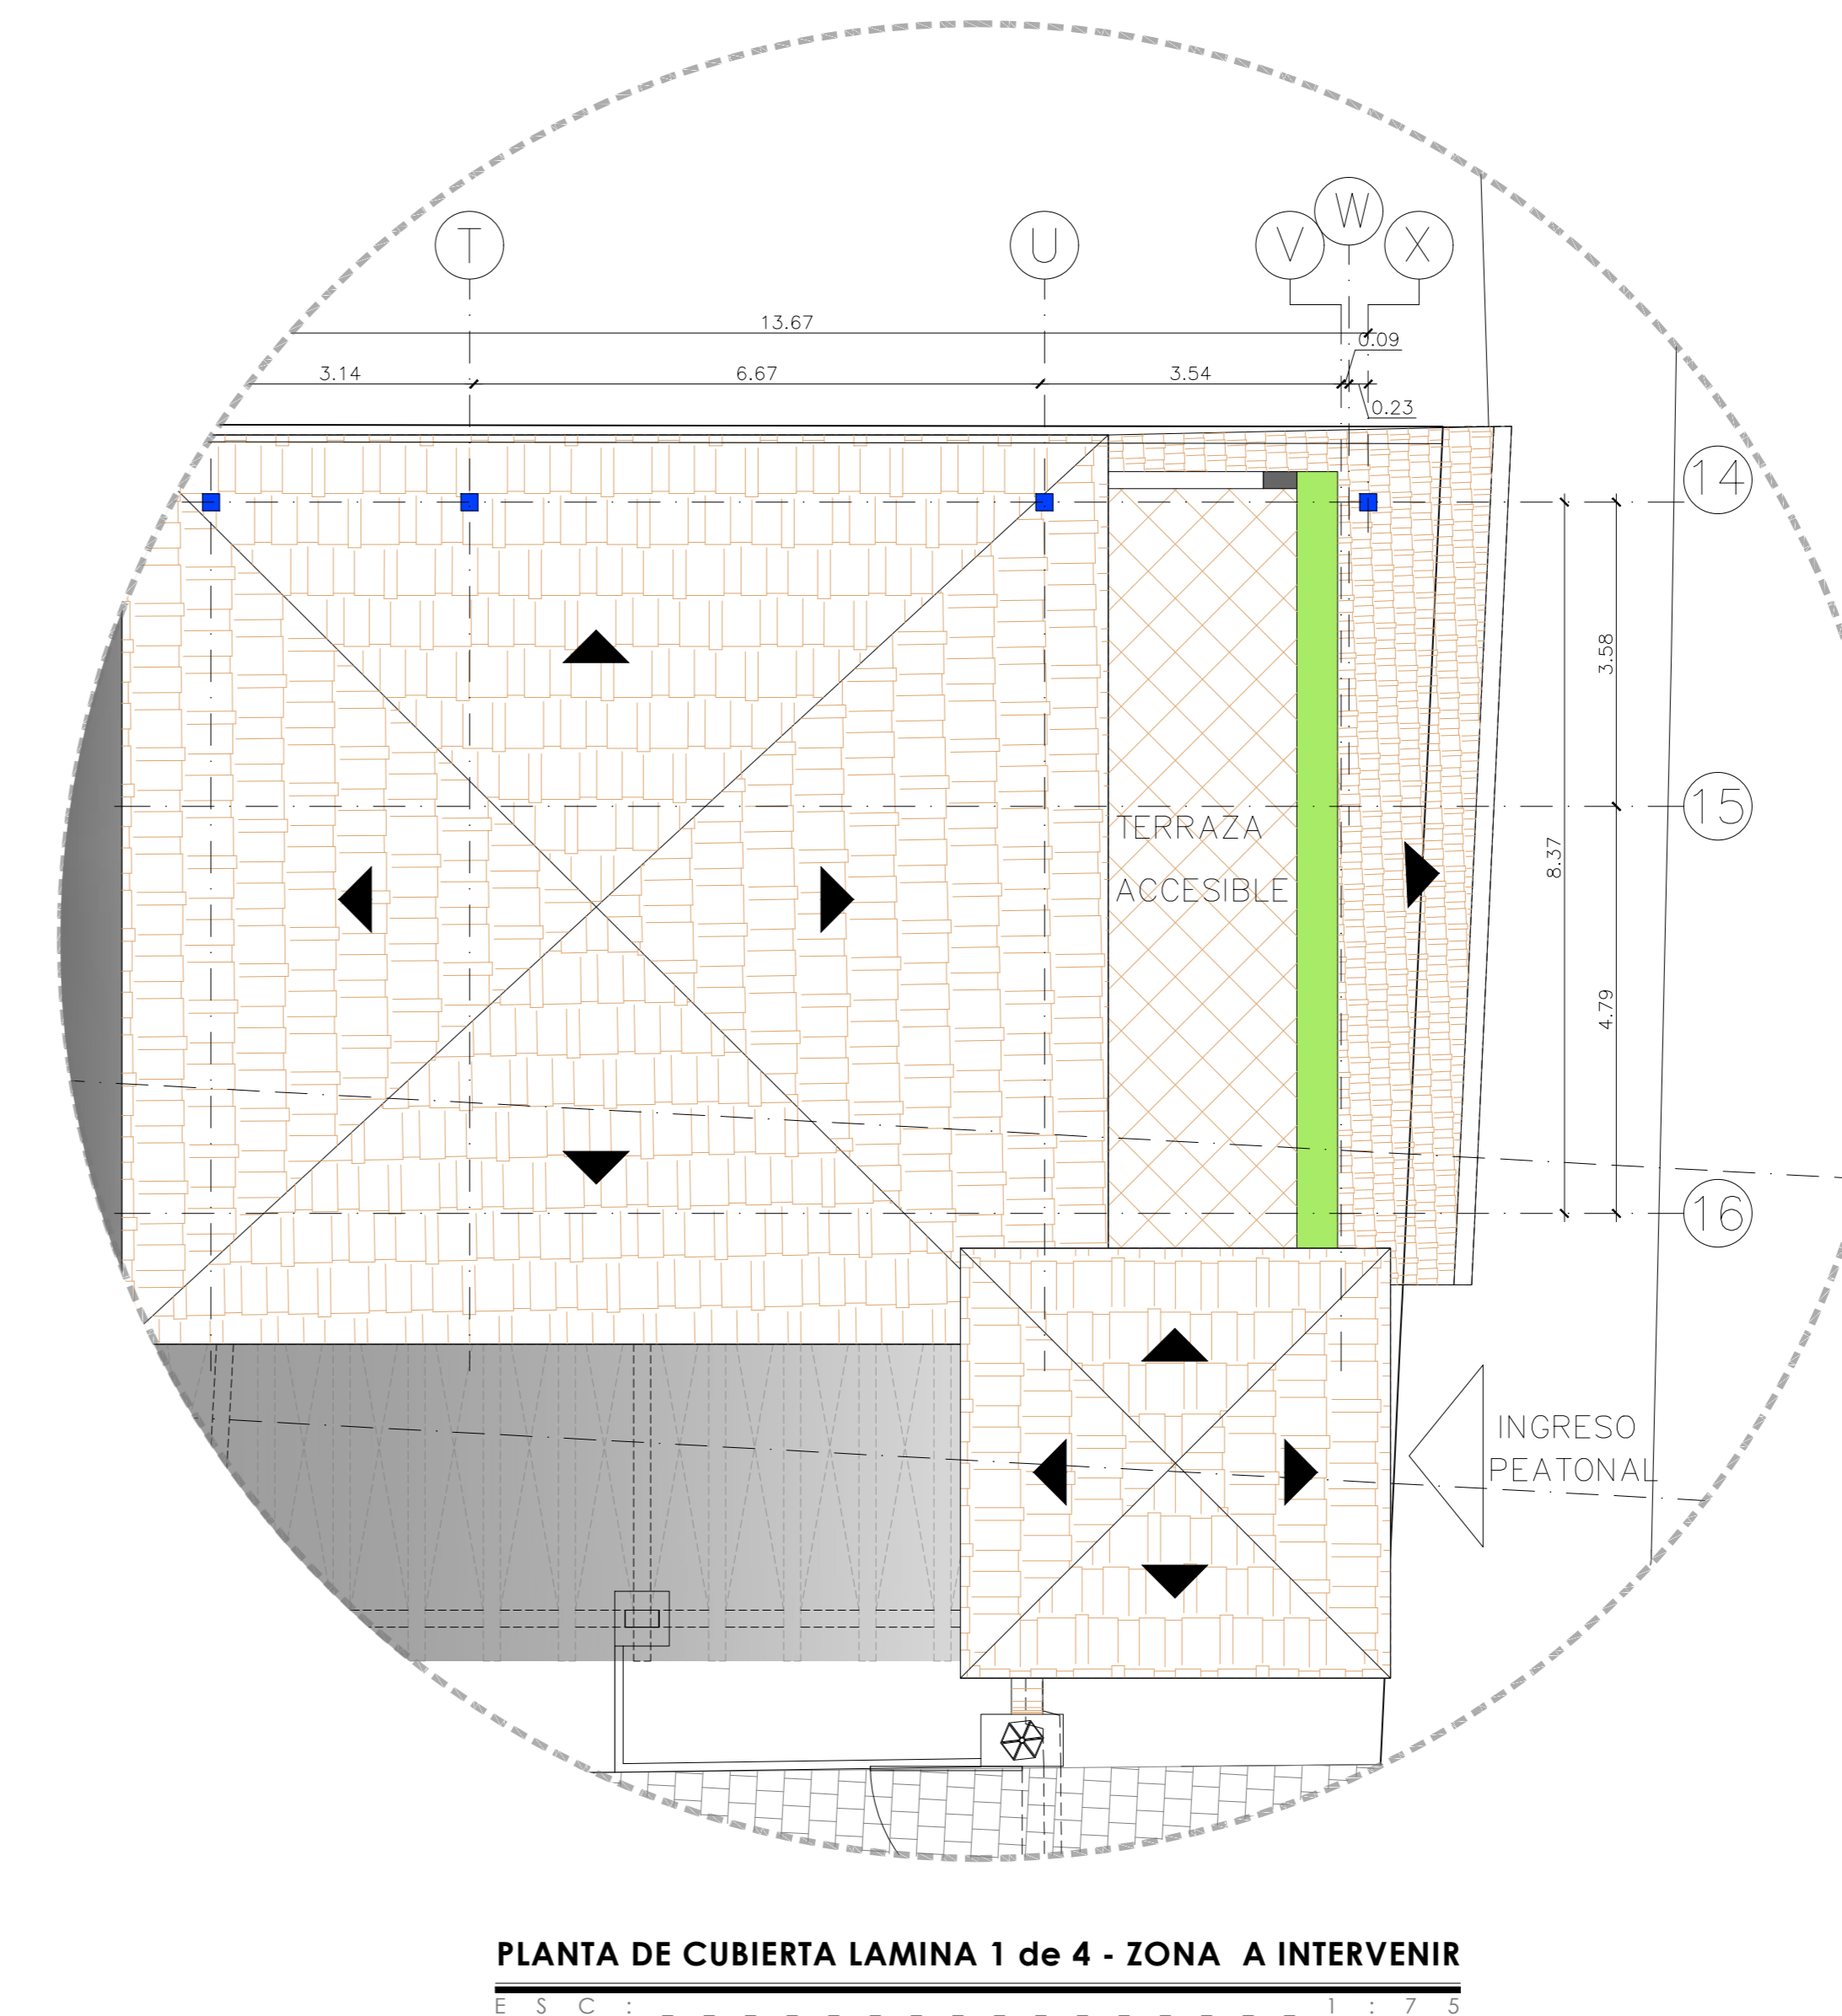 W
T
U
V
X
13.67
0.09
3.14
6.67
3.54
0.23
14
3.58
15
TERRAZA
8.37
ACCESIBLE
4.79
16
INGRESO
PEATONAL
PLANTA DE CUBIERTA LAMINA 1 de 4 - ZONA A INTERVENIR
E S C : _ _ _ _ _ _ _ _ _ _ _ _ _ _ _ _ 1 : 7 5